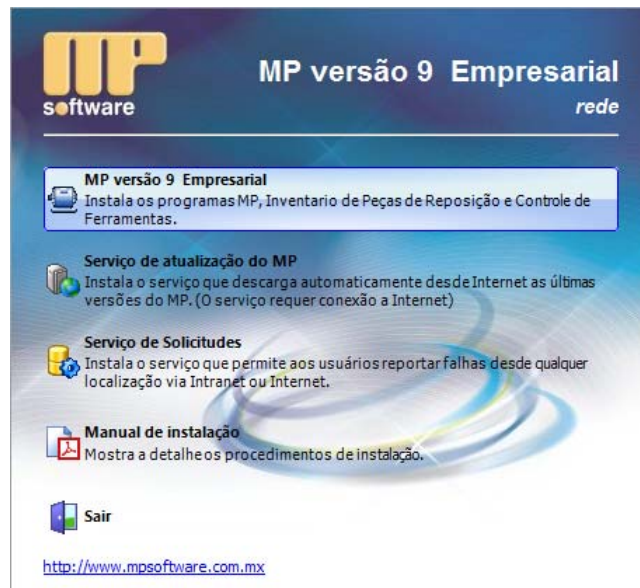 MP
software
MP versão 9 Empresarial
rede
MP versão 9 Empresarial
Instala os programas MP, Inventario de Peças de Reposição e Controle de
Ferramentas.
Serviço de atualização do MP
Instala o serviço que descarga automaticamente desde Internet as últimas
versões do MP. (O serviço requer conexão a Internet)
Serviço de Solicitudes
Instala o serviço que permite aos usuários reportar falhas desde qualquer
localização via Intranet ou Internet.
Manual de instalação
Mostra a detalhe os procedimentos de instalação.
Sair
http://www.mpsoftware.com.mx